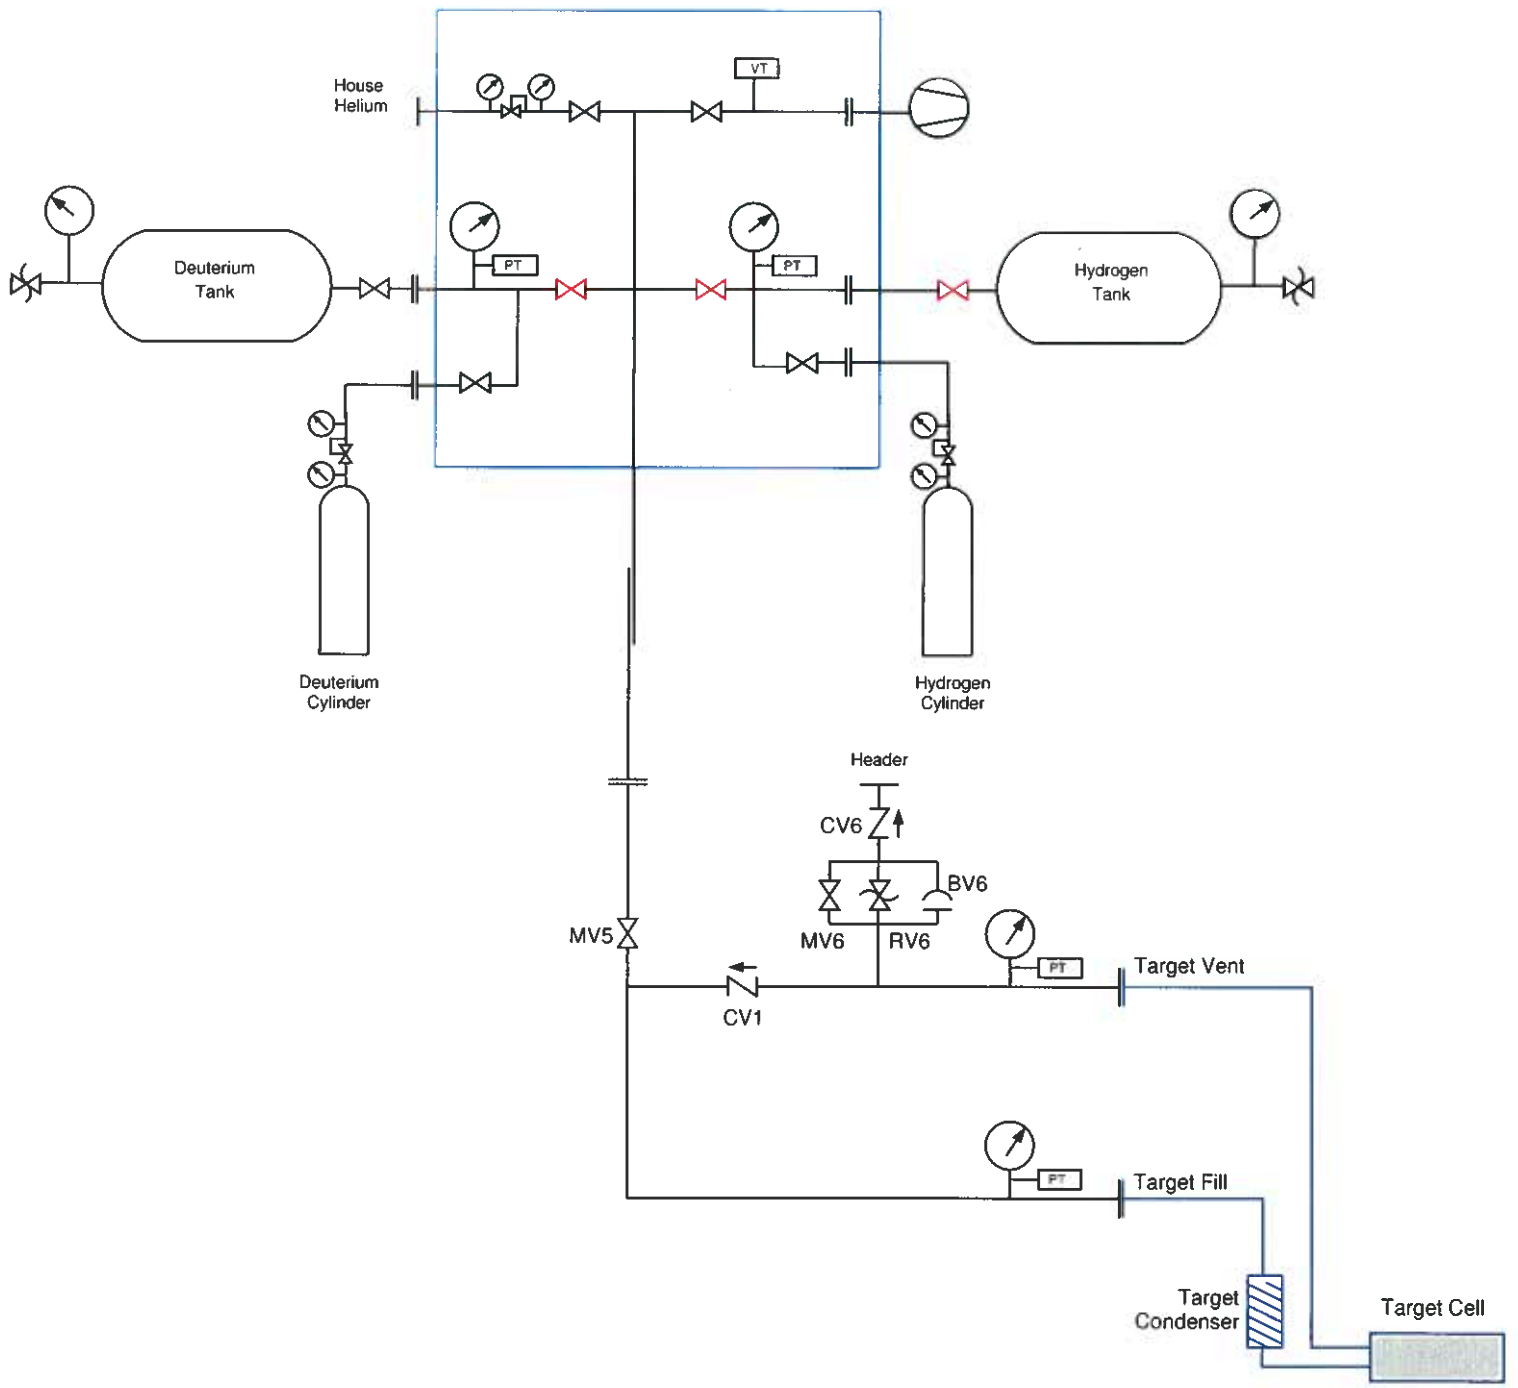 VT
House
Helium
Deuterium
Tank
PT
PT
Hydrogen
Tank
Deuterium
Cylinder
Hydrogen
Cylinder
Header
CV6
BV6
MV5
MV6
RV6
PT
Target Vent
CV1
PT
Target Fill
Target
Condenser
Target Cell